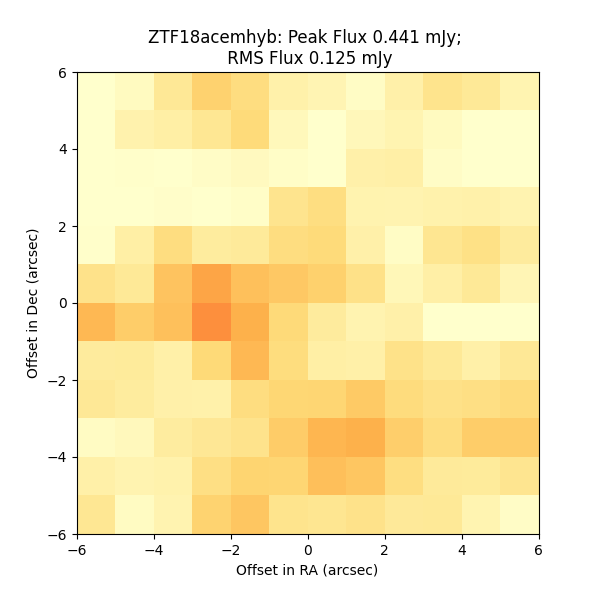 ZTF18acemhyb: Peak Flux 0.441 mJy;
RMS Flux 0.125 mJy
6
4
2
0
−2
−4
−6
Offset in Dec (arcsec)
−6 −4 −2 0 2 4 6
Offset in RA (arcsec)